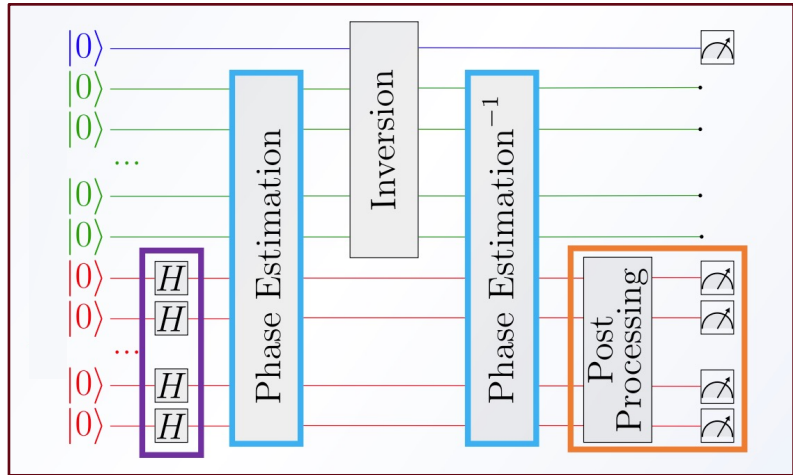 |0⟩
|0⟩
|0⟩
...
|0⟩
|0⟩
|0⟩ H
|0⟩ H
...
|0⟩ H
|0⟩ H
Phase Estimation
Inversion
Phase Estimation⁻¹
Post
Processing